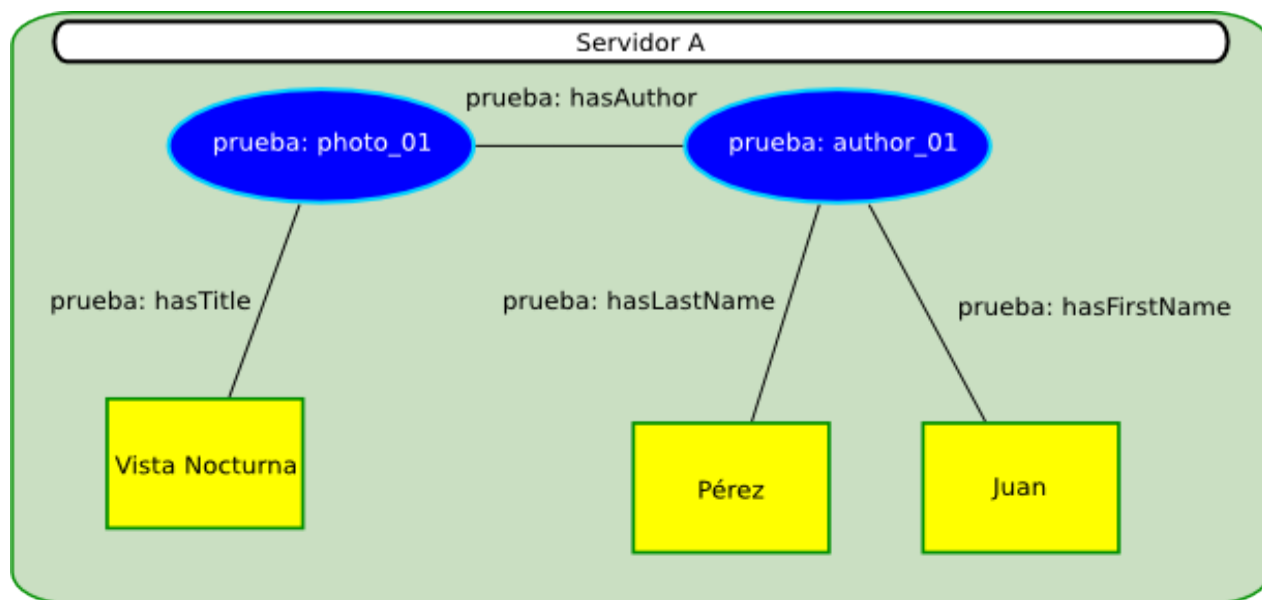 Servidor A
prueba: hasAuthor
prueba: photo_01
prueba: author_01
prueba: hasTitle
prueba: hasLastName
prueba: hasFirstName
Vista Nocturna
Pérez
Juan